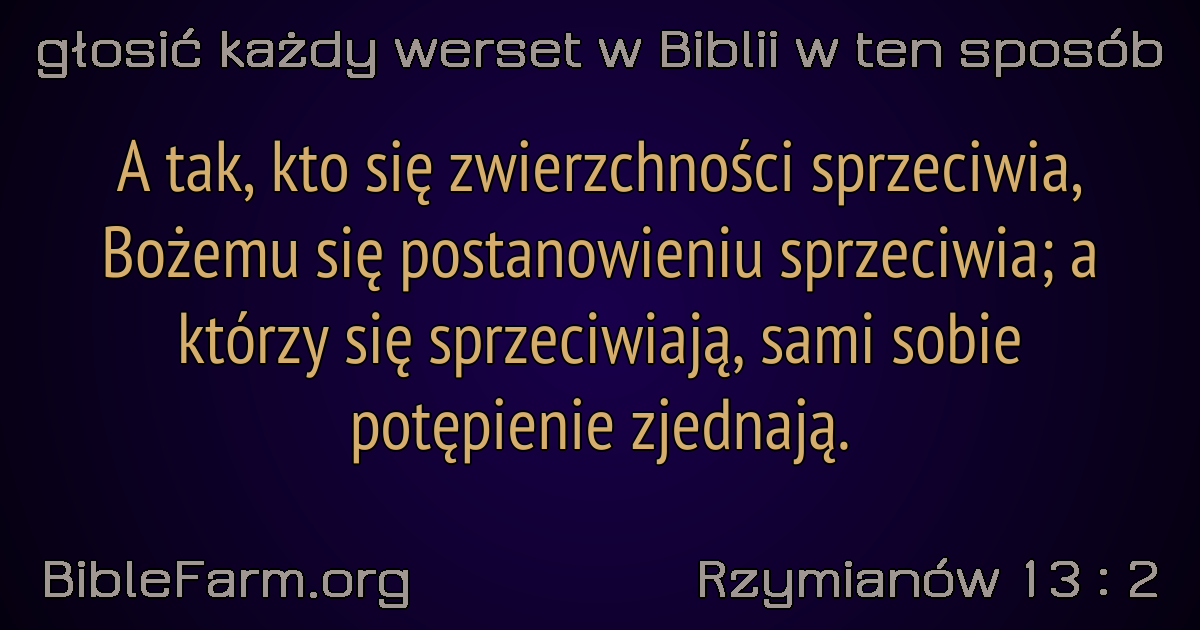 głosić każdy werset w Biblii w ten sposób
A tak, kto się zwierzchności sprzeciwia,
Bożemu się postanowieniu sprzeciwia; a
którzy się sprzeciwiają, sami sobie
potępienie zjednają.
BibleFarm.org
Rzymianów 13 : 2